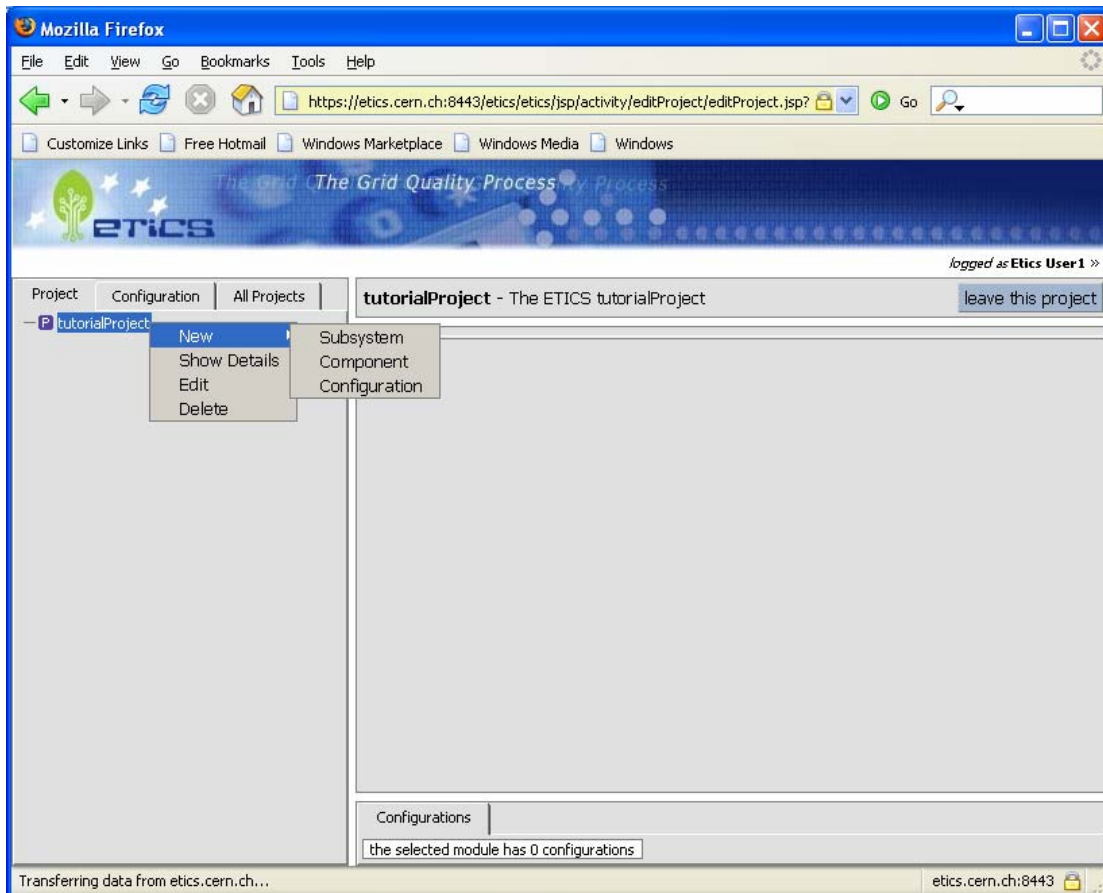 Mozilla Firefox
File Edit View Go Bookmarks Tools Help
https://etics.cern.ch:8443/etics/etics/jsp/activity/editProject/editProject.jsp? Go
Customize Links Free Hotmail Windows Marketplace Windows Media Windows
The Grid Quality Process
eTiCS
logged as Etics User1 »
Project Configuration All Projects
tutorialProject - The ETICS tutorialProject leave this project
P tutorialProject
New
Show Details
Edit
Delete
Subsystem
Component
Configuration
Configurations
the selected module has 0 configurations
Transferring data from etics.cern.ch... etics.cern.ch:8443